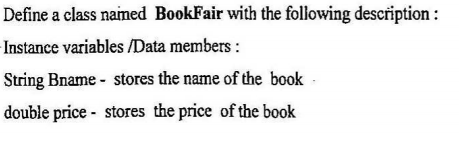 Define a class named BookFair with the following description :
Instance variables /Data members :
String Bname - stores the name of the book
double price - stores the price of the book